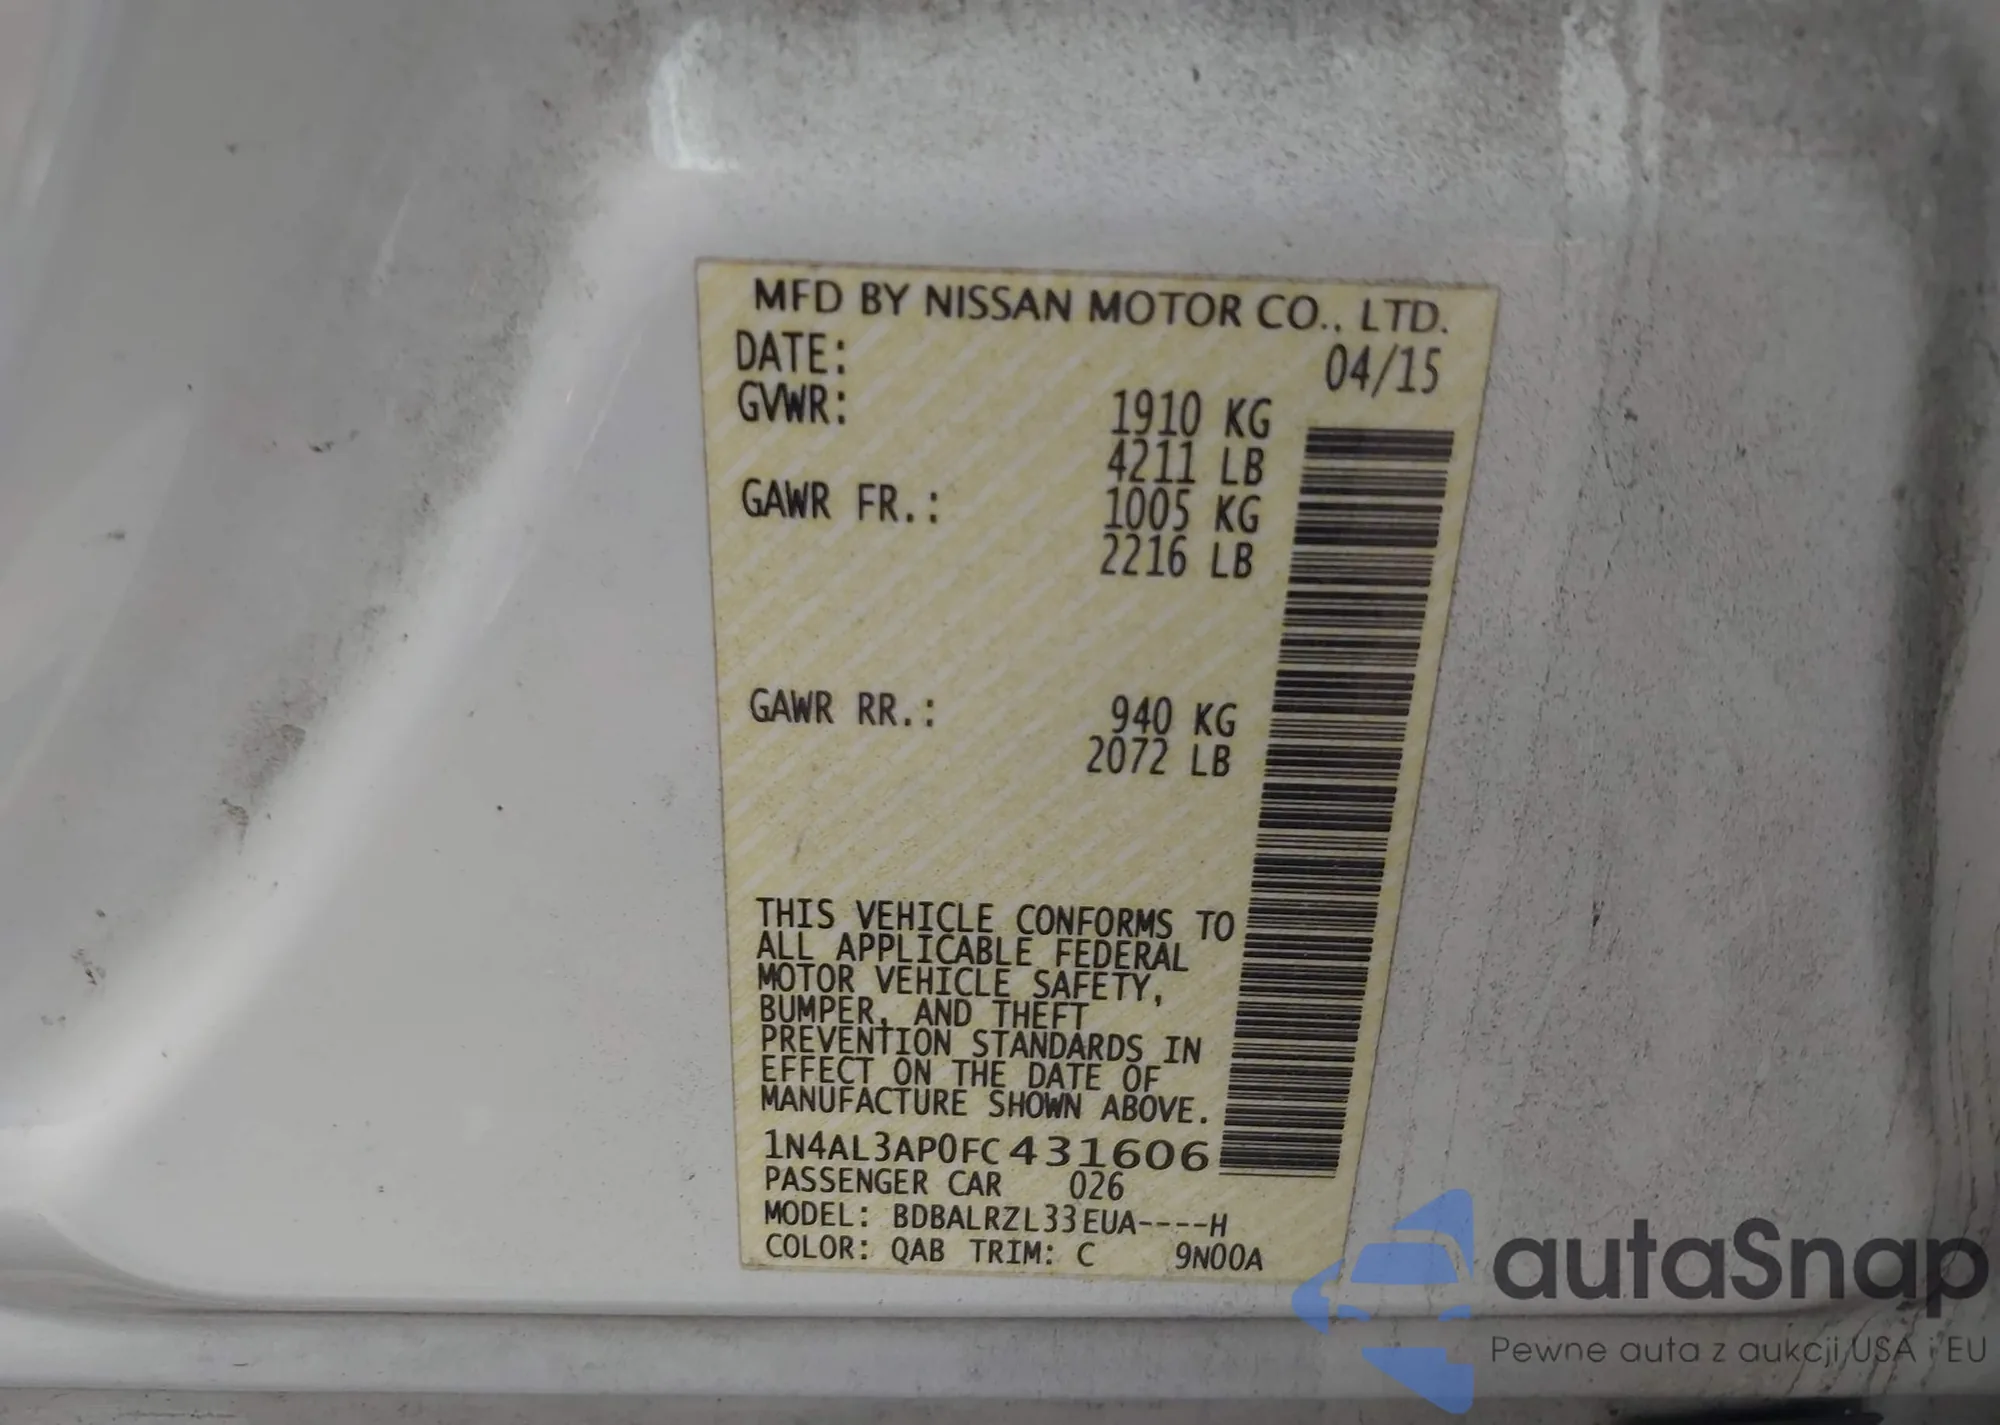 MFD BY NISSAN MOTOR CO., LTD.
DATE: 04/15
GVWR: 1910 KG
4211 LB
GAWR FR.: 1005 KG
2216 LB
GAWR RR.: 940 KG
2072 LB
THIS VEHICLE CONFORMS TO
ALL APPLICABLE FEDERAL
MOTOR VEHICLE SAFETY,
BUMPER, AND THEFT
PREVENTION STANDARDS IN
EFFECT ON THE DATE OF
MANUFACTURE SHOWN ABOVE.
1N4AL3AP0FC431606
PASSENGER CAR 026
MODEL: BDBALRZL33EUA----H
COLOR: QAB TRIM: C 9N00A
autaSnap
Pewne auta z aukcji USA i EU